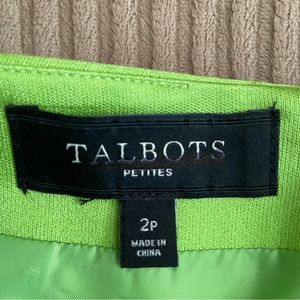 TALBOTS
PETITES
2P
MADE IN
CHINA